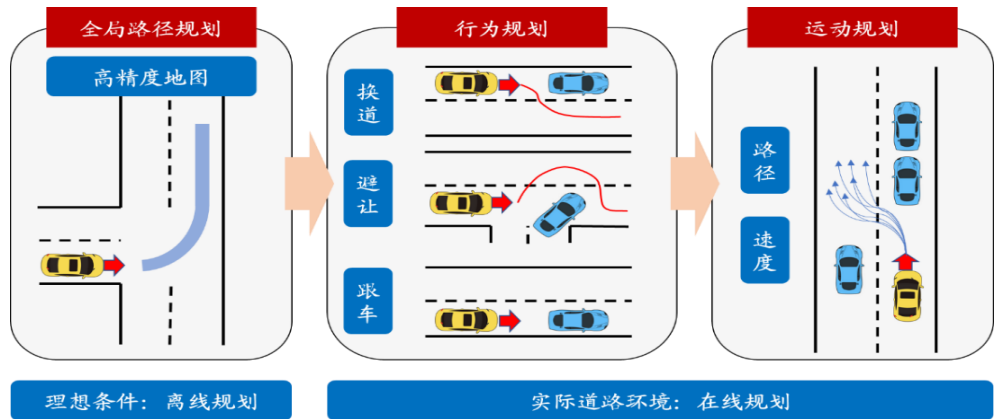 全局路径规划
高精度地图
行为规划
换道
避让
跟车
运动规划
路径
速度
理想条件：离线规划
实际道路环境：在线规划